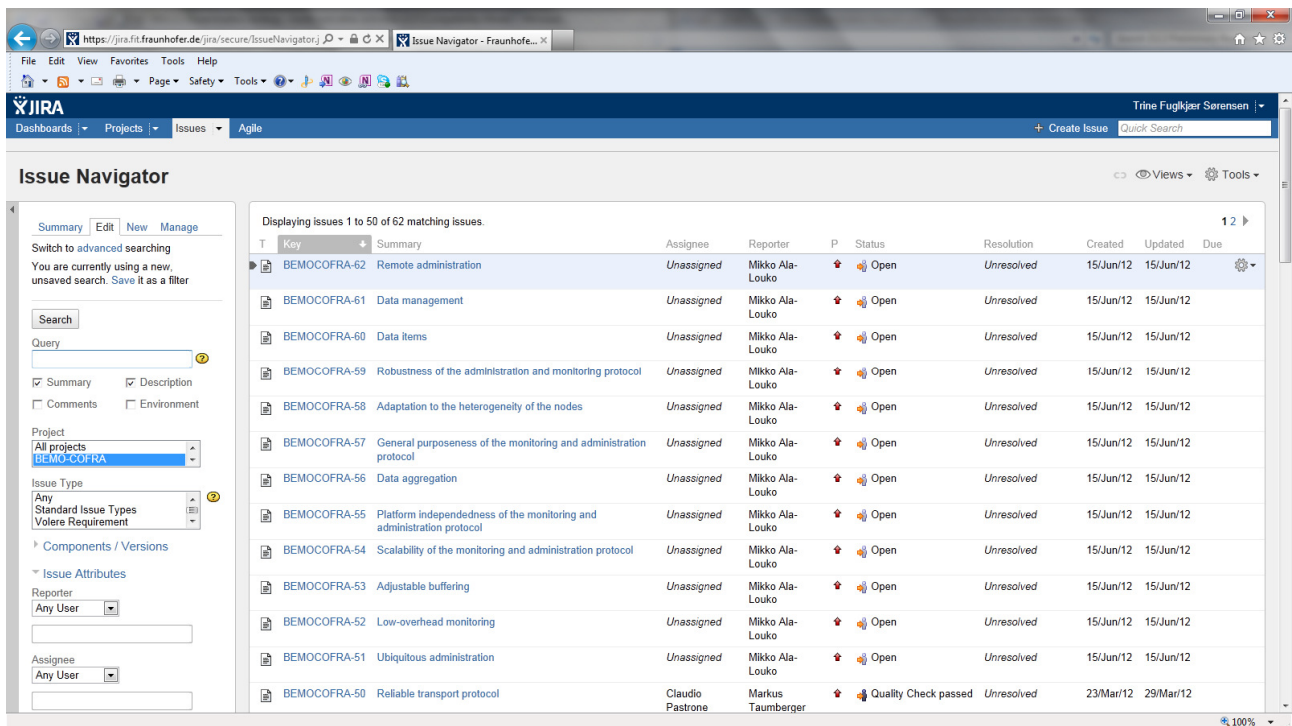 https://jira.fit.fraunhofer.de/jira/secure/IssueNavigator.j
Issue Navigator - Fraunhofe...
File Edit View Favorites Tools Help
Page Safety Tools
JIRA
Trine Fuglkjær Sørensen
Dashboards Projects Issues Agile
+ Create Issue Quick Search
Issue Navigator
Views Tools
Summary Edit New Manage
Switch to advanced searching
You are currently using a new,
unsaved search. Save it as a filter
Search
Query
Summary Description
Comments Environment
Project
All projects
BEMO-COFRA
Issue Type
Any
Standard Issue Types
Volere Requirement
Components / Versions
Issue Attributes
Reporter
Any User
Assignee
Any User
Displaying issues 1 to 50 of 62 matching issues.
1 2
T Key Summary Assignee Reporter P Status Resolution Created Updated Due
BEMOCOFRA-62 Remote administration Unassigned Mikko Ala-Louko Open Unresolved 15/Jun/12 15/Jun/12
BEMOCOFRA-61 Data management Unassigned Mikko Ala-Louko Open Unresolved 15/Jun/12 15/Jun/12
BEMOCOFRA-60 Data items Unassigned Mikko Ala-Louko Open Unresolved 15/Jun/12 15/Jun/12
BEMOCOFRA-59 Robustness of the administration and monitoring protocol Unassigned Mikko Ala-Louko Open Unresolved 15/Jun/12 15/Jun/12
BEMOCOFRA-58 Adaptation to the heterogeneity of the nodes Unassigned Mikko Ala-Louko Open Unresolved 15/Jun/12 15/Jun/12
BEMOCOFRA-57 General purposeness of the monitoring and administration protocol Unassigned Mikko Ala-Louko Open Unresolved 15/Jun/12 15/Jun/12
BEMOCOFRA-56 Data aggregation Unassigned Mikko Ala-Louko Open Unresolved 15/Jun/12 15/Jun/12
BEMOCOFRA-55 Platform independedness of the monitoring and administration protocol Unassigned Mikko Ala-Louko Open Unresolved 15/Jun/12 15/Jun/12
BEMOCOFRA-54 Scalability of the monitoring and administration protocol Unassigned Mikko Ala-Louko Open Unresolved 15/Jun/12 15/Jun/12
BEMOCOFRA-53 Adjustable buffering Unassigned Mikko Ala-Louko Open Unresolved 15/Jun/12 15/Jun/12
BEMOCOFRA-52 Low-overhead monitoring Unassigned Mikko Ala-Louko Open Unresolved 15/Jun/12 15/Jun/12
BEMOCOFRA-51 Ubiquitous administration Unassigned Mikko Ala-Louko Open Unresolved 15/Jun/12 15/Jun/12
BEMOCOFRA-50 Reliable transport protocol Claudio Pastrone Markus Taumberger Quality Check passed Unresolved 23/Mar/12 29/Mar/12
100%